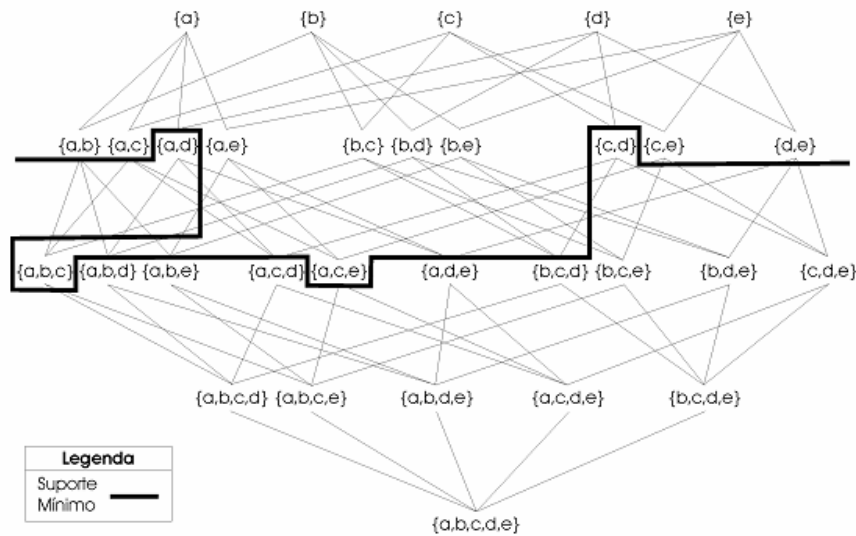 {a} {b} {c} {d} {e}
{a,b} {a,c} {a,d} {a,e} {b,c} {b,d} {b,e} {c,d} {c,e} {d,e}
{a,b,c} {a,b,d} {a,b,e} {a,c,d} {a,c,e} {a,d,e} {b,c,d} {b,c,e} {b,d,e} {c,d,e}
{a,b,c,d} {a,b,c,e} {a,b,d,e} {a,c,d,e} {b,c,d,e}
{a,b,c,d,e}
Legenda
Suporte
Mínimo